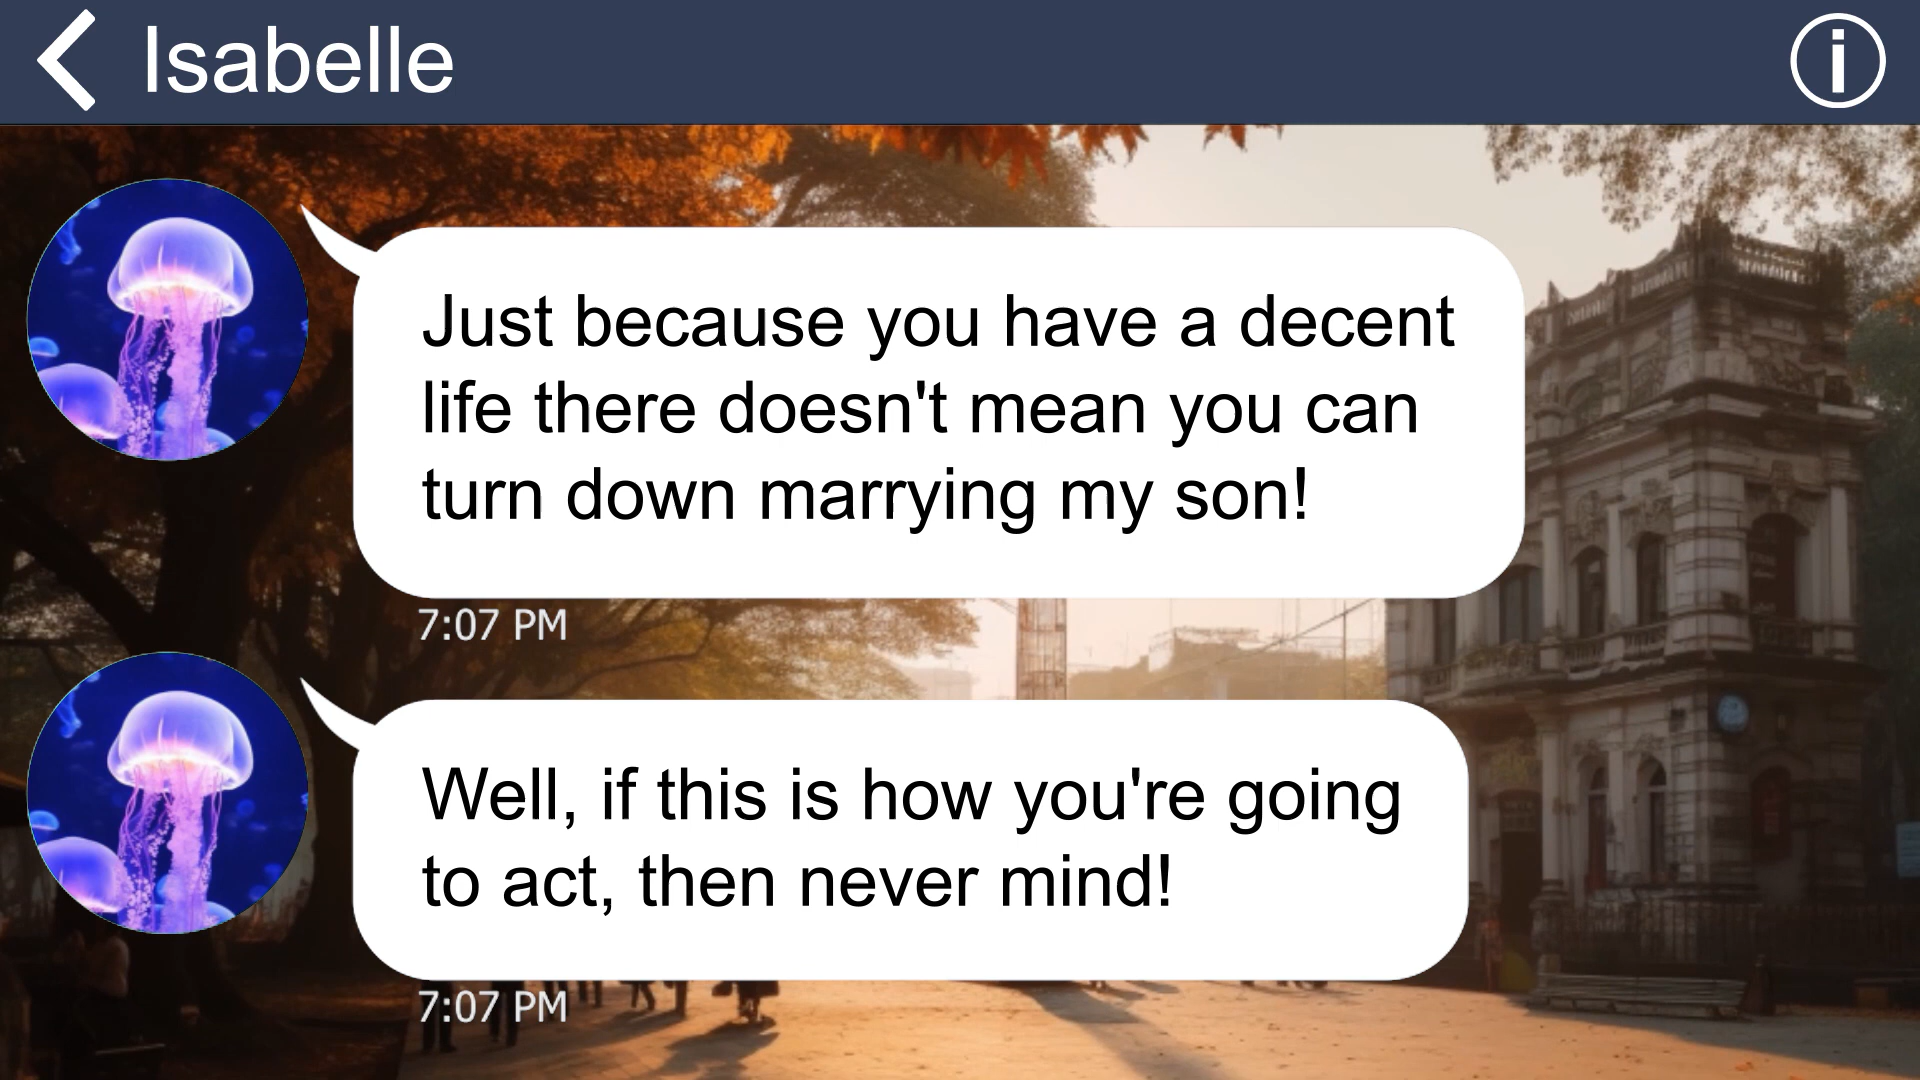 Isabelle
Just because you have a decent
life there doesn't mean you can
turn down marrying my son!
7:07 PM
Well, if this is how you're going
to act, then never mind!
7:07 PM